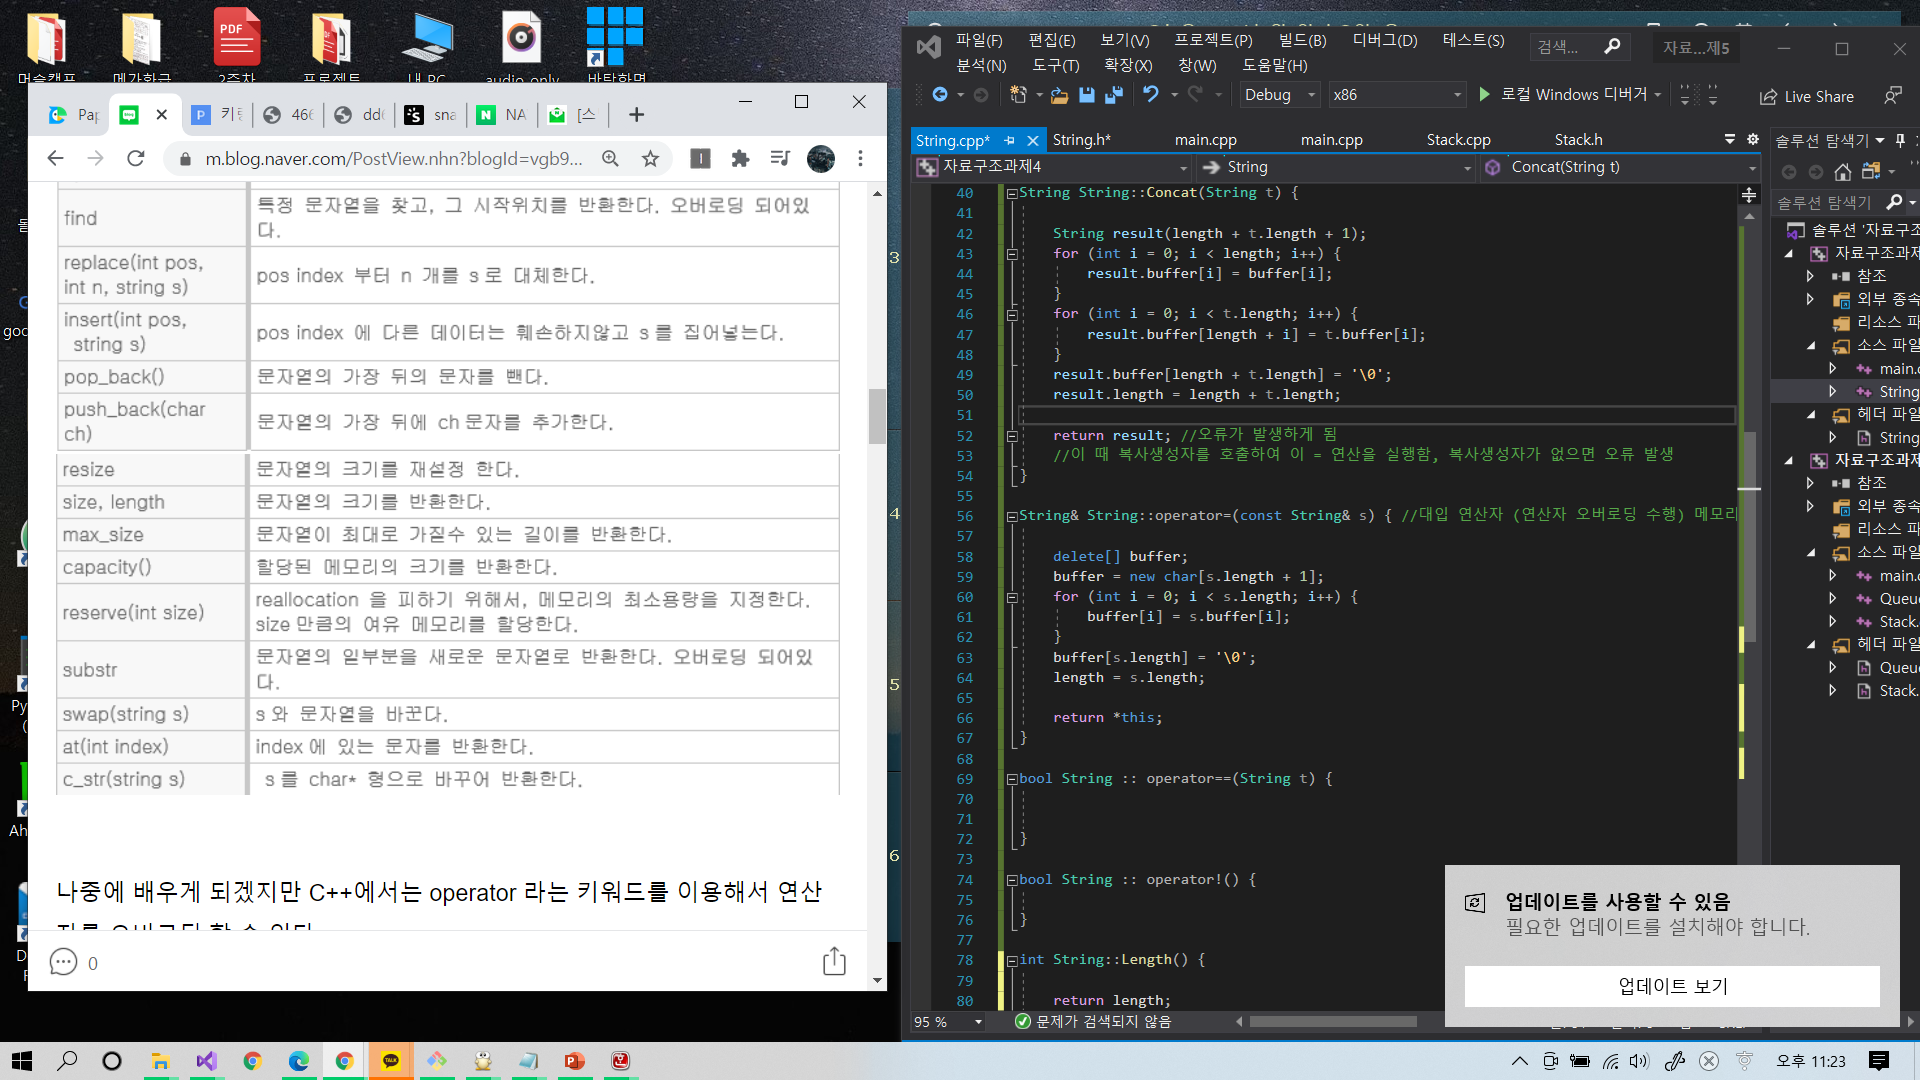 머슬캠프
메가학글
2주차
프로젝트
내 PC
audio_only
바탕화면
Pap
키
466
dd6
sna
NA
[스
m.blog.naver.com/PostView.nhn?blogId=vgb9...
find
특정 문자열을 찾고, 그 시작위치를 반환한다. 오버로딩 되어있
다.
replace(int pos,
int n, string s)
pos index 부터 n 개를 s 로 대체한다.
insert(int pos,
string s)
pos index 에 다른 데이터는 훼손하지않고 s 를 집어넣는다.
pop_back()
문자열의 가장 뒤의 문자를 뺀다.
push_back(char
ch)
문자열의 가장 뒤에 ch 문자를 추가한다.
resize
문자열의 크기를 재설정 한다.
size, length
문자열의 크기를 반환한다.
max_size
문자열이 최대로 가질수 있는 길이를 반환한다.
capacity()
할당된 메모리의 크기를 반환한다.
reserve(int size)
reallocation 을 피하기 위해서, 메모리의 최소용량을 지정한다.
size 만큼의 여유 메모리를 할당한다.
substr
문자열의 일부분을 새로운 문자열로 반환한다. 오버로딩 되어있
다.
swap(string s)
s 와 문자열을 바꾼다.
at(int index)
index 에 있는 문자를 반환한다.
c_str(string s)
s 를 char* 형으로 바꾸어 반환한다.
나중에 배우게 되겠지만 C++에서는 operator 라는 키워드를 이용해서 연산
0
3
4
5
6
파일(F) 편집(E) 보기(V) 프로젝트(P) 빌드(B) 디버그(D) 테스트(S)
분석(N) 도구(T) 확장(X) 창(W) 도움말(H)
검색...
자료...제5
Debug
x86
로컬 Windows 디버거
Live Share
String.cpp*
String.h*
main.cpp
main.cpp
Stack.cpp
Stack.h
자료구조과제4
String
Concat(String t)
40 String String::Concat(String t) {
41
42 String result(length + t.length + 1);
43 for (int i = 0; i < length; i++) {
44 result.buffer[i] = buffer[i];
45 }
46 for (int i = 0; i < t.length; i++) {
47 result.buffer[length + i] = t.buffer[i];
48 }
49 result.buffer[length + t.length] = '\0';
50 result.length = length + t.length;
51
52 return result; //오류가 발생하게 됨
53 //이 때 복사생성자를 호출하여 이 = 연산을 실행함, 복사생성자가 없으면 오류 발생
54 }
55
56 String& String::operator=(const String& s) { //대입 연산자 (연산자 오버로딩 수행) 메모리
57
58 delete[] buffer;
59 buffer = new char[s.length + 1];
60 for (int i = 0; i < s.length; i++) {
61 buffer[i] = s.buffer[i];
62 }
63 buffer[s.length] = '\0';
64 length = s.length;
65
66 return *this;
67 }
68
69 bool String :: operator==(String t) {
70
71
72 }
73
74 bool String :: operator!() {
75
76 }
77
78 int String::Length() {
79
80 return length;
95 %
문제가 검색되지 않음
솔루션 탐색기
솔루션 탐색기
솔루션 '자료구조
자료구조과제
참조
외부 종속
리소스 파
소스 파일
main.c
String
헤더 파일
String
자료구조과제
참조
외부 종속
리소스 파
소스 파일
main.
Queue
Stack.
헤더 파일
Queue
Stack.
업데이트를 사용할 수 있음
필요한 업데이트를 설치해야 합니다.
업데이트 보기
TALK
오후 11:23